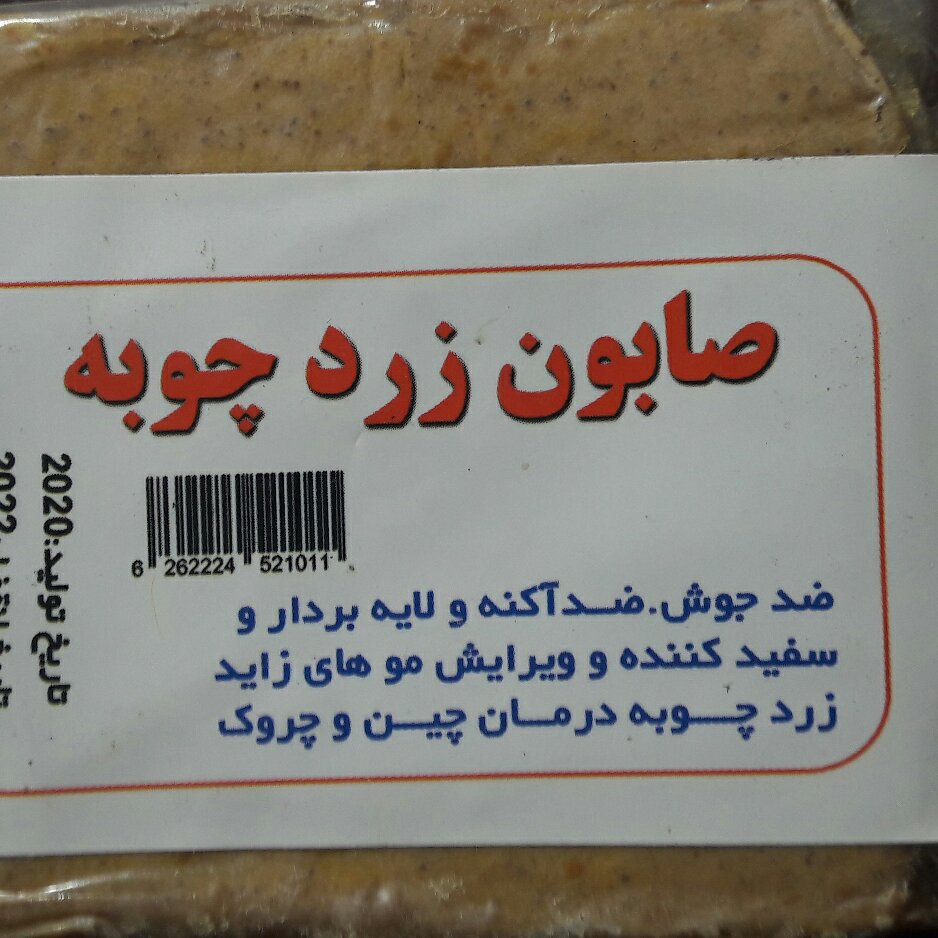 صابون زرد چوبه
6 262224 521011
ضد جوش.ضدآکنه و لایه بردار و
سفید کننده و ویرایش مو های زاید
زرد چوبه درمان چین و چروک
تاریخ تولید:2020